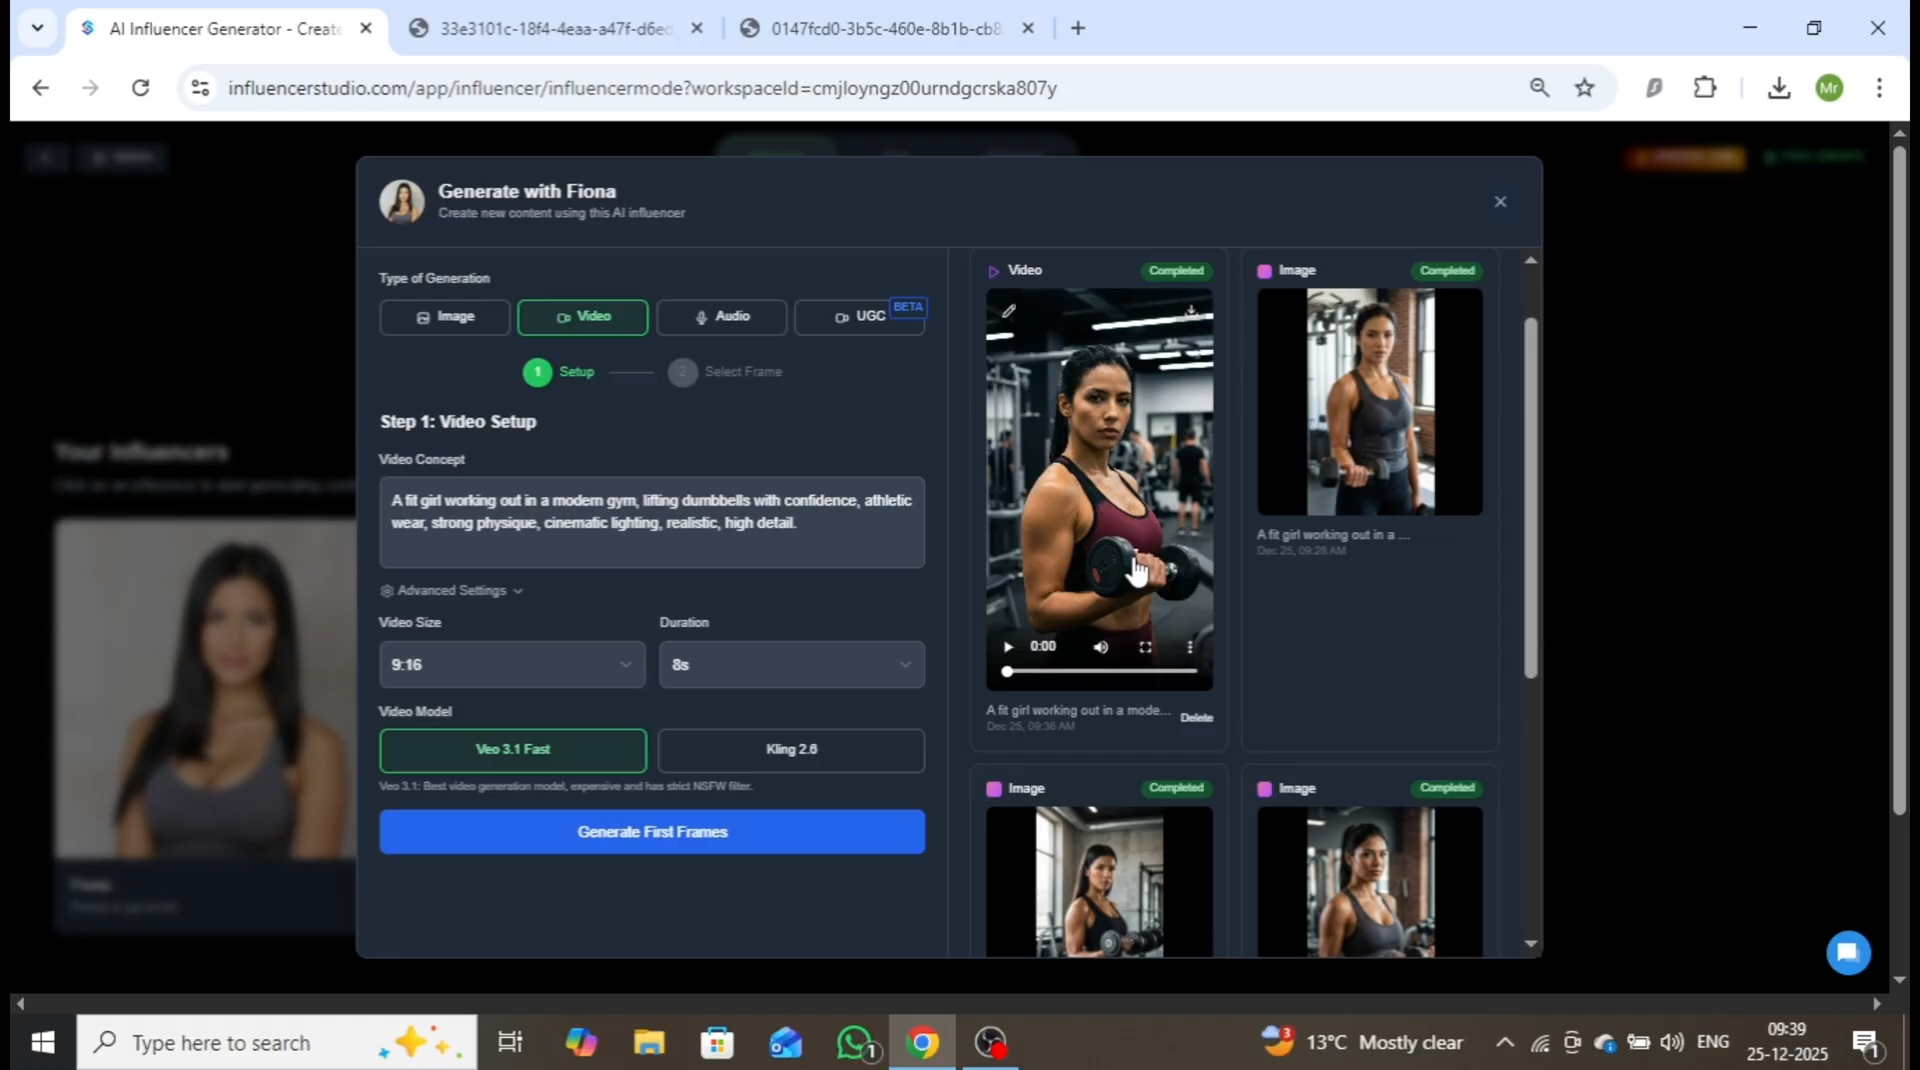 AI Influencer Generator - Create
33e3101c-18f4-4eaa-a47f-d6ec
0147fcd0-3b5c-460e-8b1b-cb8
influencerstudio.com/app/influencer/influencermode?workspaceId=cmjloyngz00urndgcrska807y
Mr
Generate with Fiona
Create new content using this AI influencer
Type of Generation
Image
Video
Audio
UGC
BETA
1 Setup
2 Select Frame
Step 1: Video Setup
Video Concept
A fit girl working out in a modern gym, lifting dumbbells with confidence, athletic
wear, strong physique, cinematic lighting, realistic, high detail.
Advanced Settings
Video Size
Duration
9:16
8s
Video Model
Veo 3.1 Fast
Kling 2.6
Veo 3.1: Best video generation model, expensive and has strict NSFW filter.
Generate First Frames
Video
Completed
0:00
A fit girl working out in a mode...
Dec 25, 09:36 AM
Delete
Image
Completed
A fit girl working out in a ...
Dec 25, 09:28 AM
Image
Completed
Image
Completed
Your Influencers
Type here to search
1
3
13°C Mostly clear
ENG
09:39
25-12-2025
1